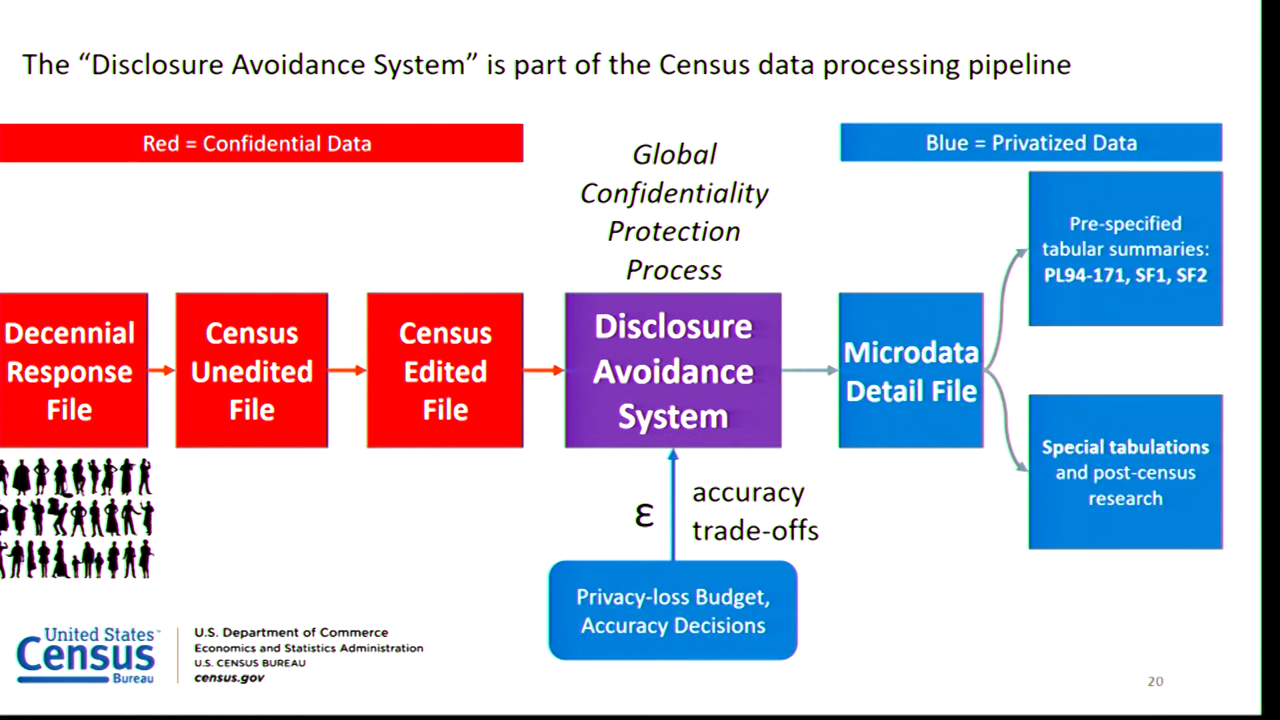 The “Disclosure Avoidance System” is part of the Census data processing pipeline
Red = Confidential Data
Global
Confidentiality
Protection
Process
Blue = Privatized Data
Pre-specified
tabular summaries:
PL94-171, SF1, SF2
Decennial
Response
File
Census
Unedited
File
Census
Edited
File
Disclosure
Avoidance
System
Microdata
Detail File
Special tabulations
and post-census
research
ε
accuracy
trade-offs
Privacy-loss Budget,
Accuracy Decisions
United States™
Census
Bureau
U.S. Department of Commerce
Economics and Statistics Administration
U.S. CENSUS BUREAU
census.gov
20